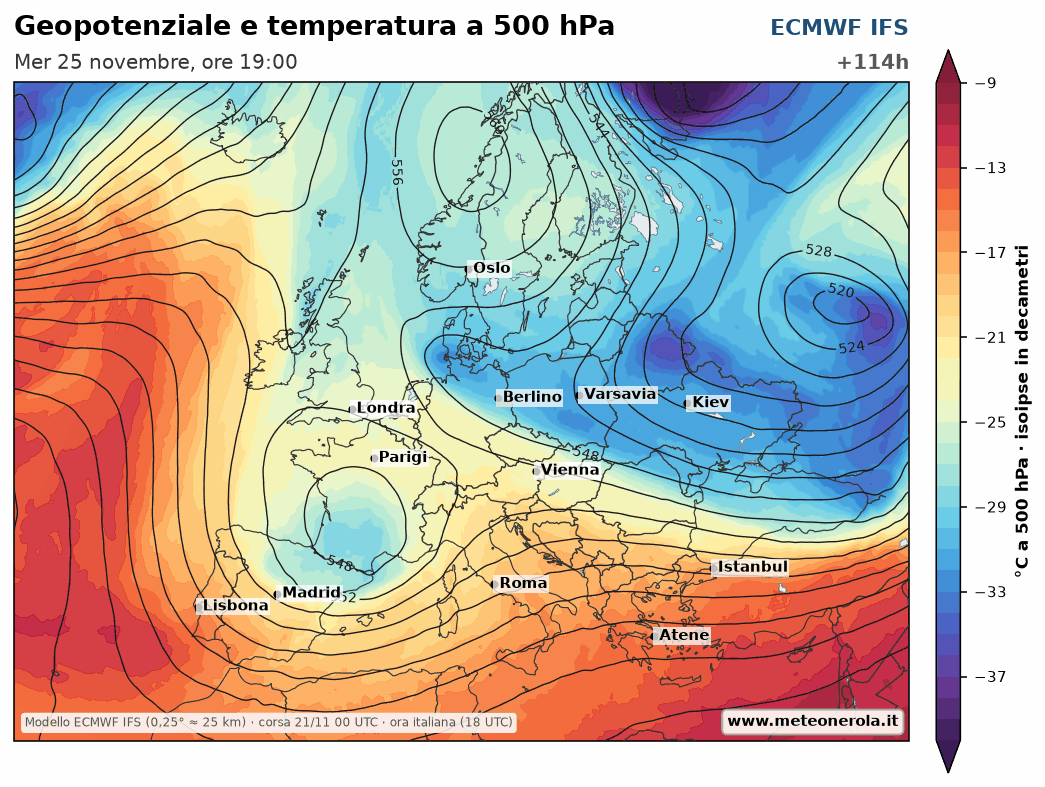 Geopotenziale e temperatura a 500 hPa
ECMWF IFS
Mer 25 novembre, ore 19:00
+114h
−9
−13
−17
−21
−25
−29
−33
−37
°C a 500 hPa · isoipse in decametri
544
556
528
520
524
548
548
Oslo
Berlino
Varsavia
Kiev
Londra
Parigi
Vienna
Istanbul
Roma
Madrid
Lisbona
Atene
Modello ECMWF IFS (0,25° ≈ 25 km) · corsa 21/11 00 UTC · ora italiana (18 UTC)
www.meteonerola.it